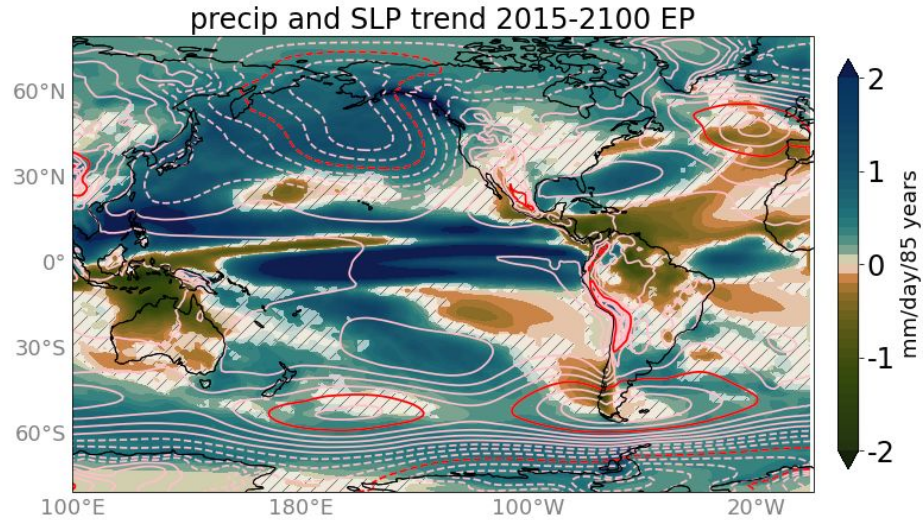 precip and SLP trend 2015-2100 EP
60°N
30°N
0°
30°S
60°S
100°E
180°E
100°W
20°W
2
1
0
-1
-2
mm/day/85 years